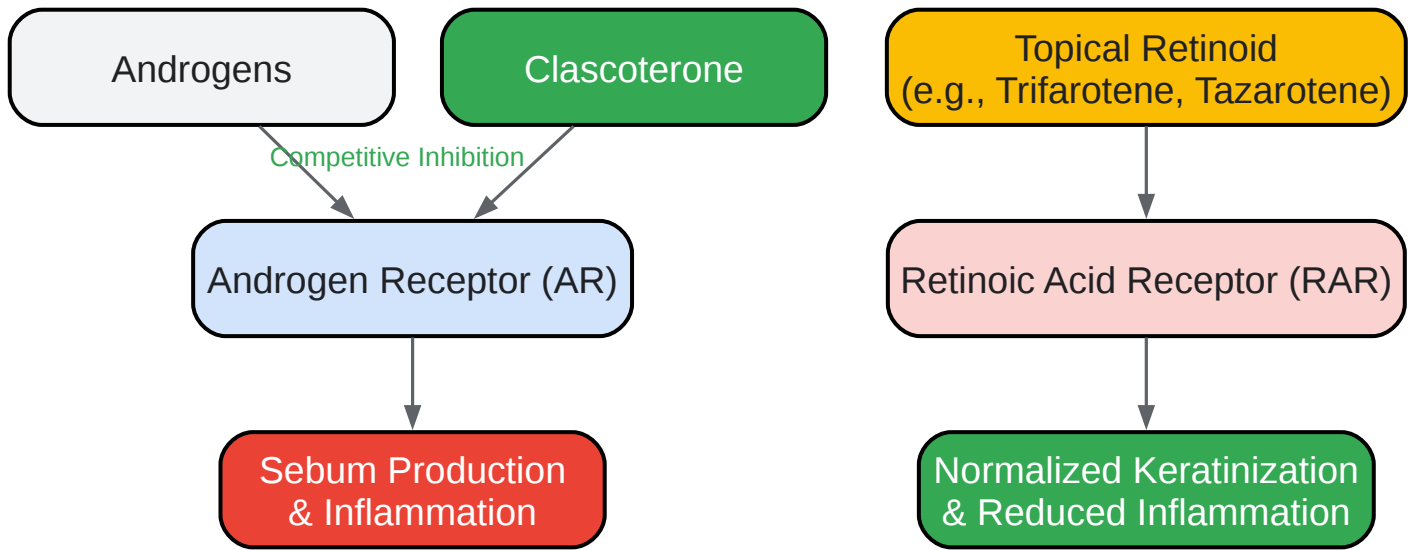 Androgens
Clascoterone
Topical Retinoid
(e.g., Trifarotene, Tazarotene)
Competitive Inhibition
Androgen Receptor (AR)
Retinoic Acid Receptor (RAR)
Sebum Production
& Inflammation
Normalized Keratinization
& Reduced Inflammation